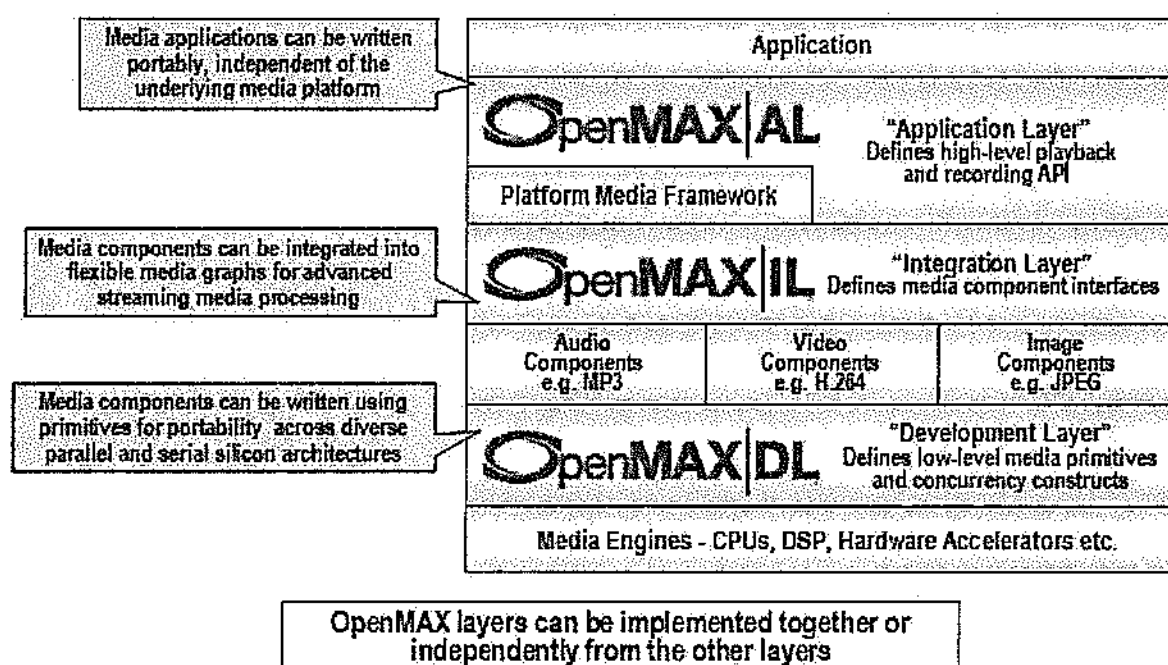 Media applications can be written
portably, independent of the
underlying media platform
Application
OpenMAX|AL
"Application Layer"
Defines high-level playback
and recording API
Platform Media Framework
Media components can be integrated into
flexible media graphs for advanced
streaming media processing
OpenMAX|IL
"Integration Layer"
Defines media component interfaces
Audio
Components
e.g. MP3
Video
Components
e.g. H.264
Image
Components
e.g. JPEG
Media components can be written using
primitives for portability across diverse
parallel and serial silicon architectures
OpenMAX|DL
"Development Layer"
Defines low-level media primitives
and concurrency constructs
Media Engines - CPUs, DSP, Hardware Accelerators etc.
OpenMAX layers can be implemented together or
independently from the other layers